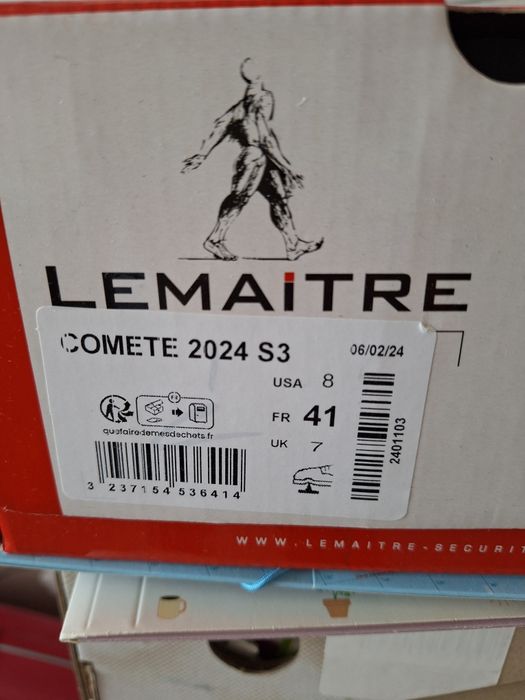 LEMAiTRE
COMETE 2024 S3
06/02/24
USA 8
FR 41
UK 7
quefairedemesdechets.fr
3 237154 536414
2401103
WWW.LEMAITRE-SECURIT